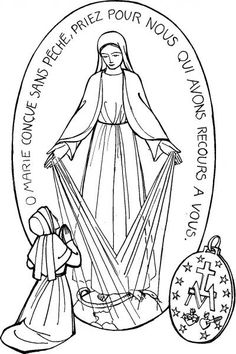 O MARIE CONÇUE SANS PÉCHÉ, PRIEZ POUR NOUS QUI AVONS RECOURS A VOUS.